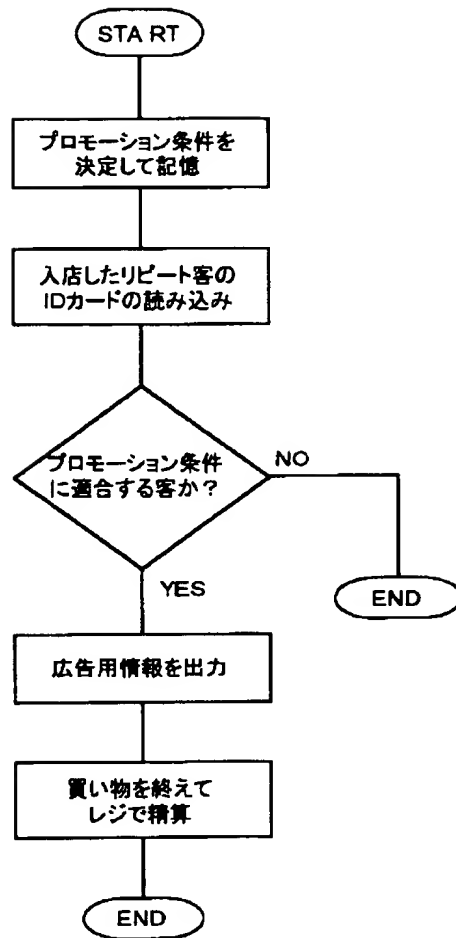 STA RT
プロモーション条件を
決定して記憶
入店したリピート客の
IDカードの読み込み
プロモーション条件
に適合する客か？
NO
YES
END
広告用情報を出力
買い物を終えて
レジで精算
END